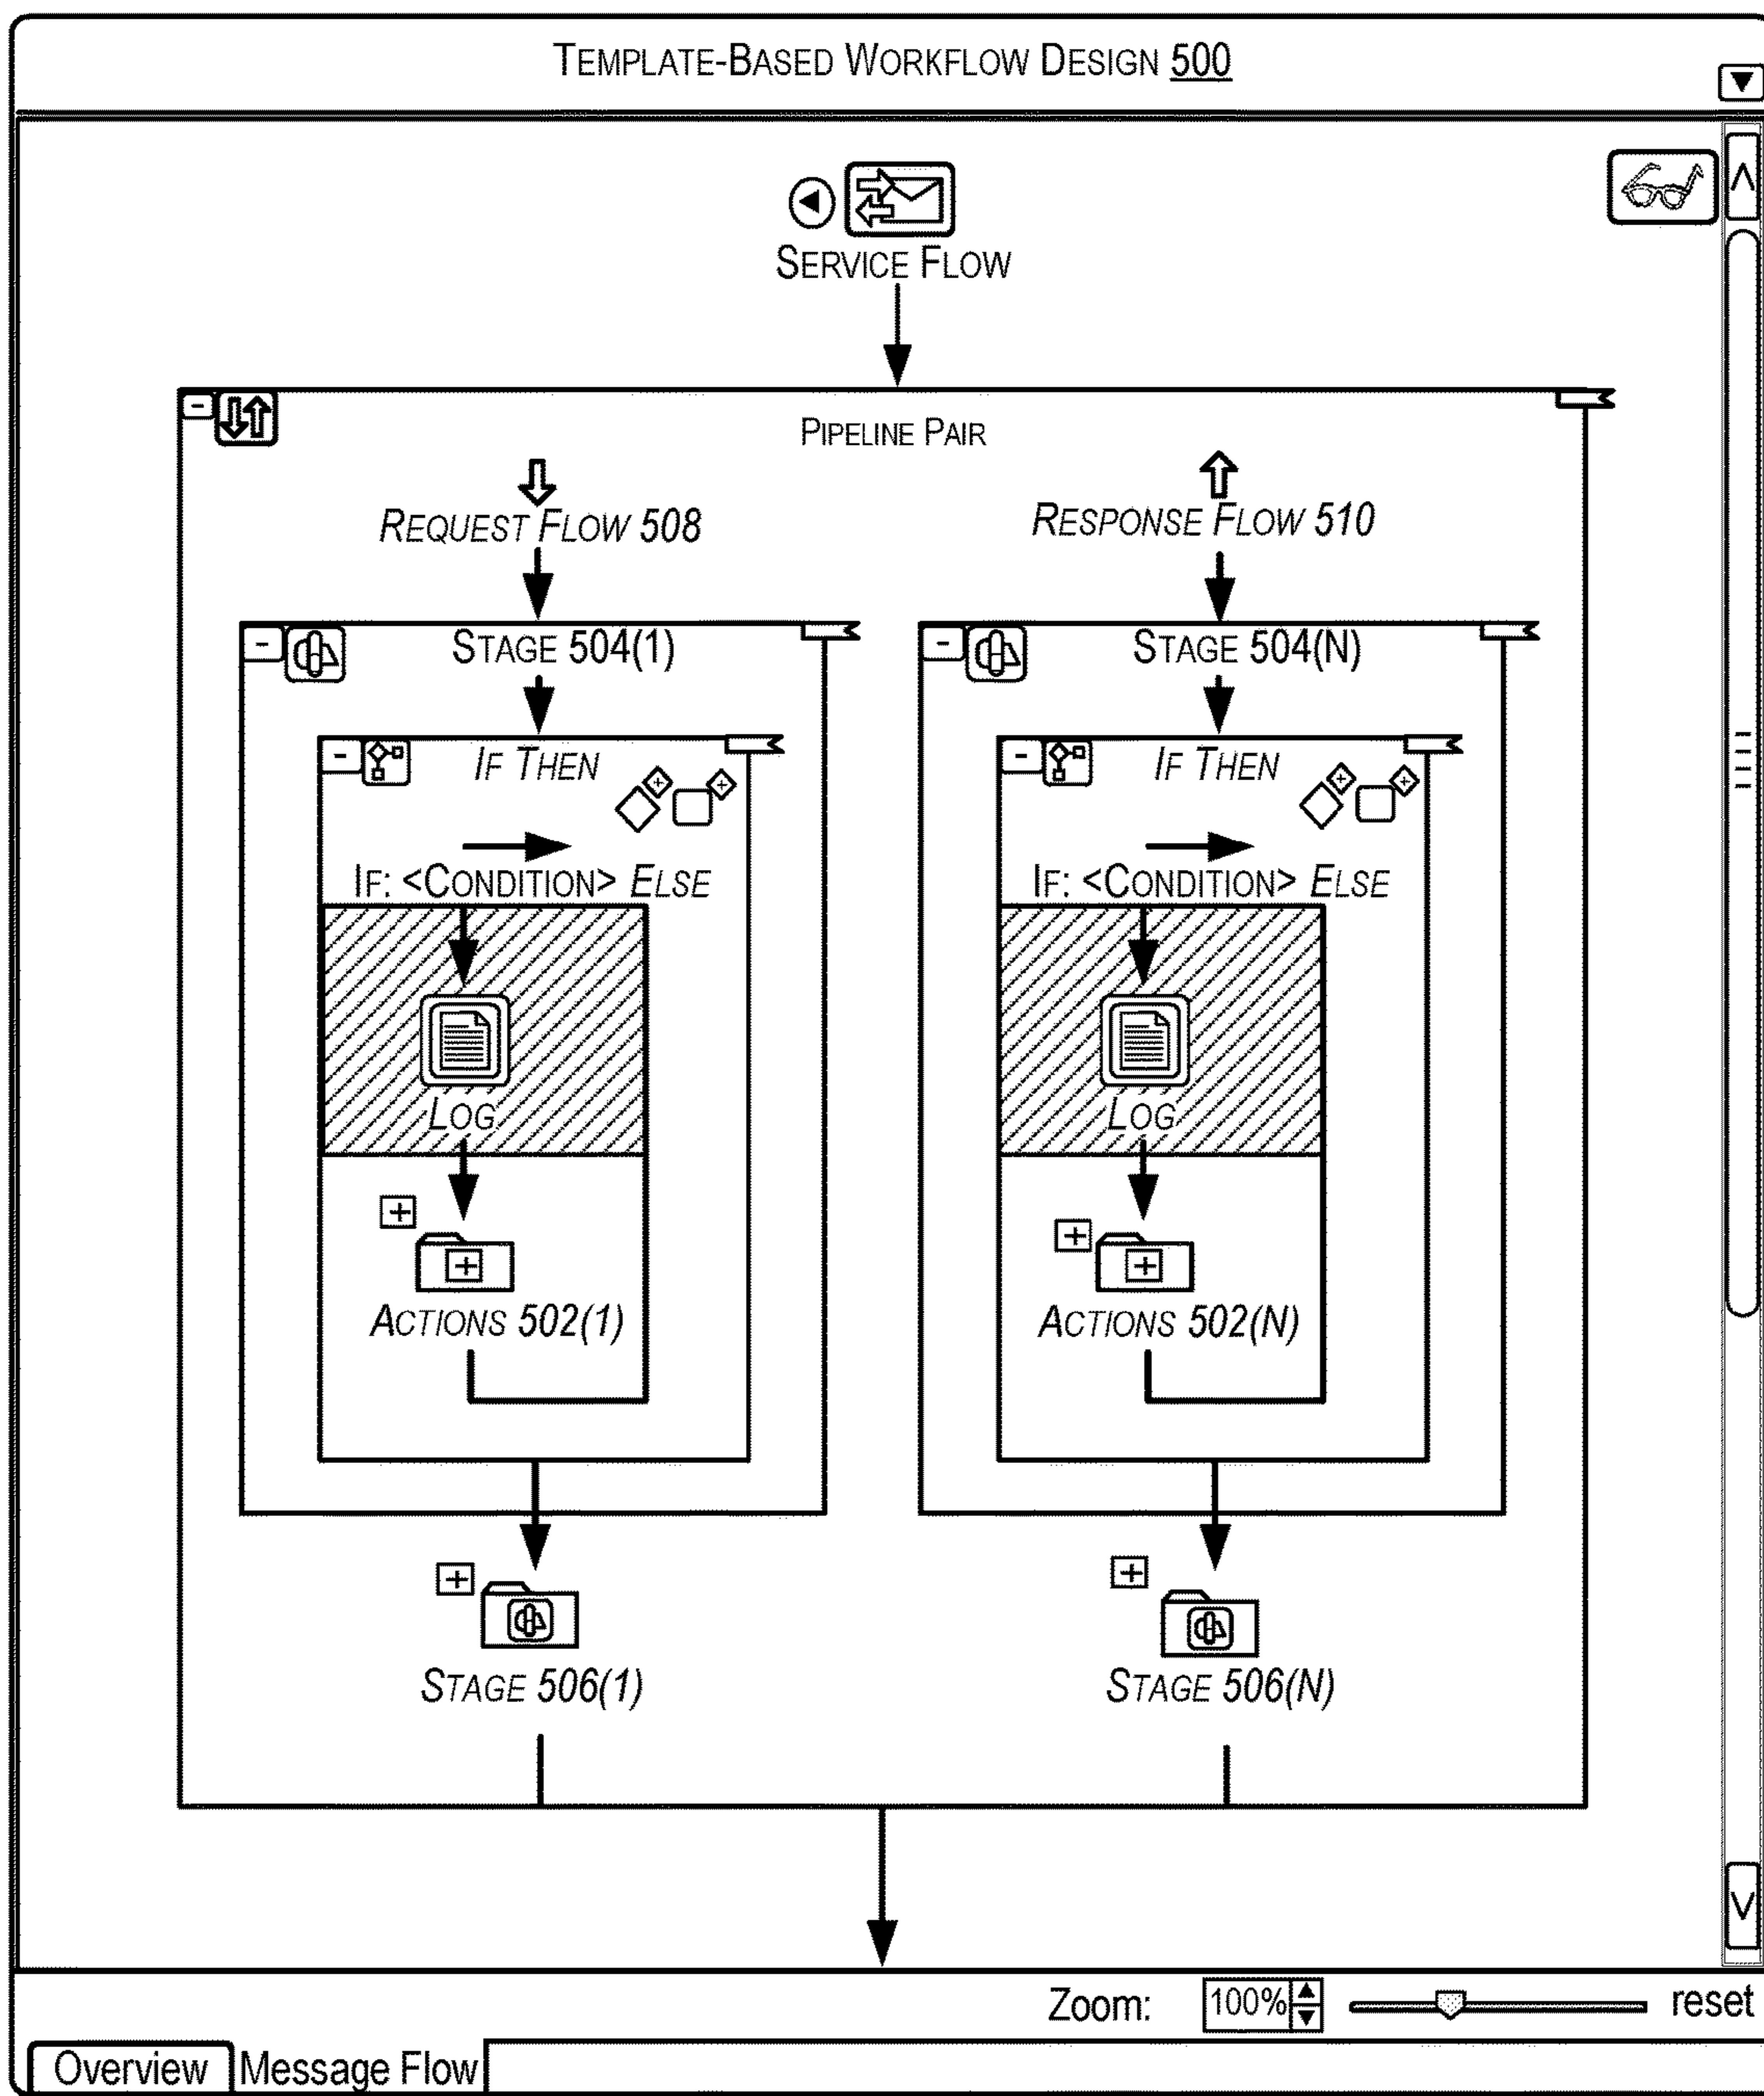 TEMPLATE-BASED WORKFLOW DESIGN 500
SERVICE FLOW
PIPELINE PAIR
REQUEST FLOW 508
RESPONSE FLOW 510
STAGE 504(1)
STAGE 504(N)
IF THEN
IF THEN
IF: <CONDITION> ELSE
IF: <CONDITION> ELSE
LOG
LOG
ACTIONS 502(1)
ACTIONS 502(N)
STAGE 506(1)
STAGE 506(N)
Zoom: 100% reset
Overview Message Flow